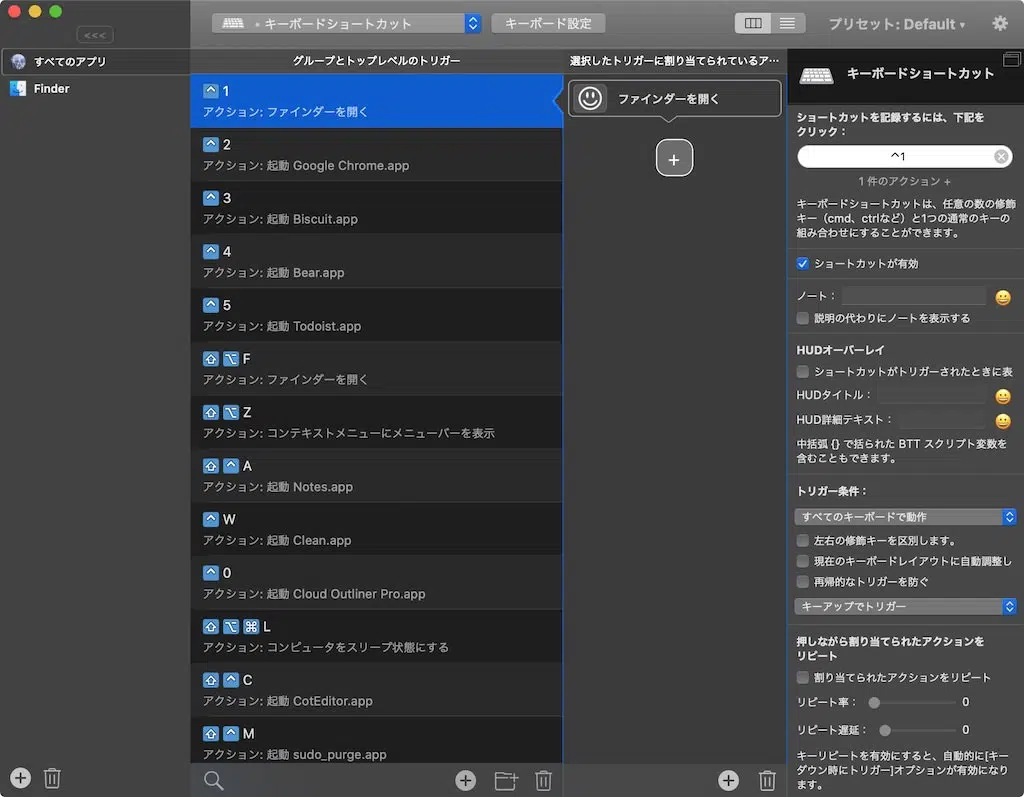 <<<
キーボードショートカット
キーボード設定
プリセット: Default
すべてのアプリ
Finder
グループとトップレベルのトリガー
1
アクション: ファインダーを開く
2
アクション: 起動 Google Chrome.app
3
アクション: 起動 Biscuit.app
4
アクション: 起動 Bear.app
5
アクション: 起動 Todoist.app
F
アクション: ファインダーを開く
Z
アクション: コンテキストメニューにメニューバーを表示
A
アクション: 起動 Notes.app
W
アクション: 起動 Clean.app
0
アクション: 起動 Cloud Outliner Pro.app
⌘ L
アクション: コンピュータをスリープ状態にする
C
アクション: 起動 CotEditor.app
M
アクション: 起動 sudo_purge.app
選択したトリガーに割り当てられているア…
ファインダーを開く
+
キーボードショートカット
ショートカットを記録するには、下記を
クリック：
^1
1 件のアクション +
キーボードショートカットは、任意の数の修飾
キー（cmd、ctrlなど）と1つの通常のキーの
組み合わせにすることができます。
ショートカットが有効
ノート：
説明の代わりにノートを表示する
HUDオーバーレイ
ショートカットがトリガーされたときに表
HUDタイトル：
HUD詳細テキスト：
中括弧 {} で括られた BTT スクリプト変数を
含むこともできます。
トリガー条件：
すべてのキーボードで動作
左右の修飾キーを区別します。
現在のキーボードレイアウトに自動調整し
再帰的なトリガーを防ぐ
キーアップでトリガー
押しながら割り当てられたアクションを
リピート
割り当てられたアクションをリピート
リピート率： 0
リピート遅延： 0
キーリピートを有効にすると、自動的に[キー
ダウン時にトリガー]オプションが有効になり
ます。